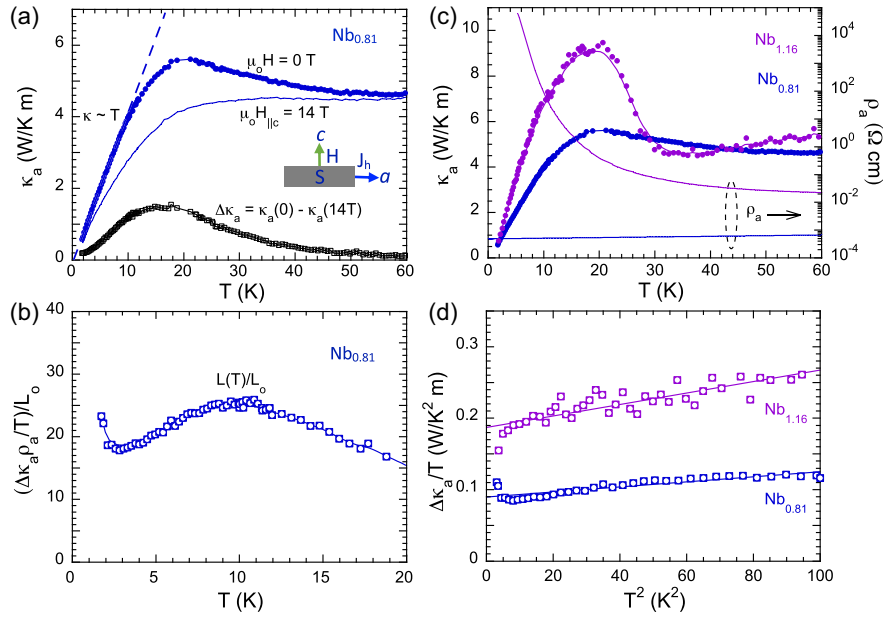 (a)
6
4
2
0
κₐ (W/K m)
Nb₀.₈₁
μₒH = 0 T
κ ~ T
μₒH||c = 14 T
c
H
S
Jₕ
a
Δκₐ = κₐ(0) - κₐ(14T)
0 10 20 30 40 50 60
T (K)
(c)
10
8
6
4
2
0
κₐ (W/K m)
Nb₁.₁₆
Nb₀.₈₁
ρₐ
10⁴
10²
10⁰
10⁻²
10⁻⁴
ρₐ (Ω cm)
0 10 20 30 40 50 60
T (K)
(b)
40
30
20
10
0
(Δκₐρₐ/T)/Lₒ
Nb₀.₈₁
L(T)/Lₒ
0 5 10 15 20
T (K)
(d)
0.3
0.2
0.1
0.0
Δκₐ/T (W/K² m)
Nb₁.₁₆
Nb₀.₈₁
0 20 40 60 80 100
T² (K²)